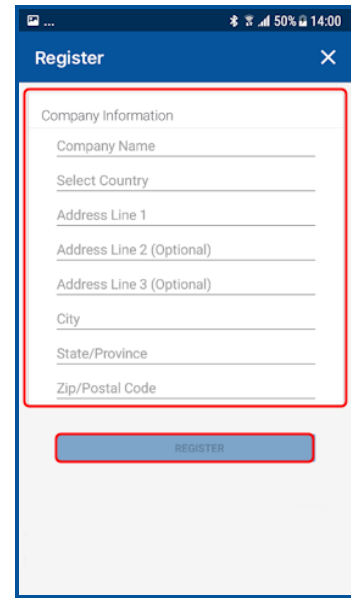 ... 50% 14:00
Register
Company Information
Company Name
Select Country
Address Line 1
Address Line 2 (Optional)
Address Line 3 (Optional)
City
State/Province
Zip/Postal Code
REGISTER